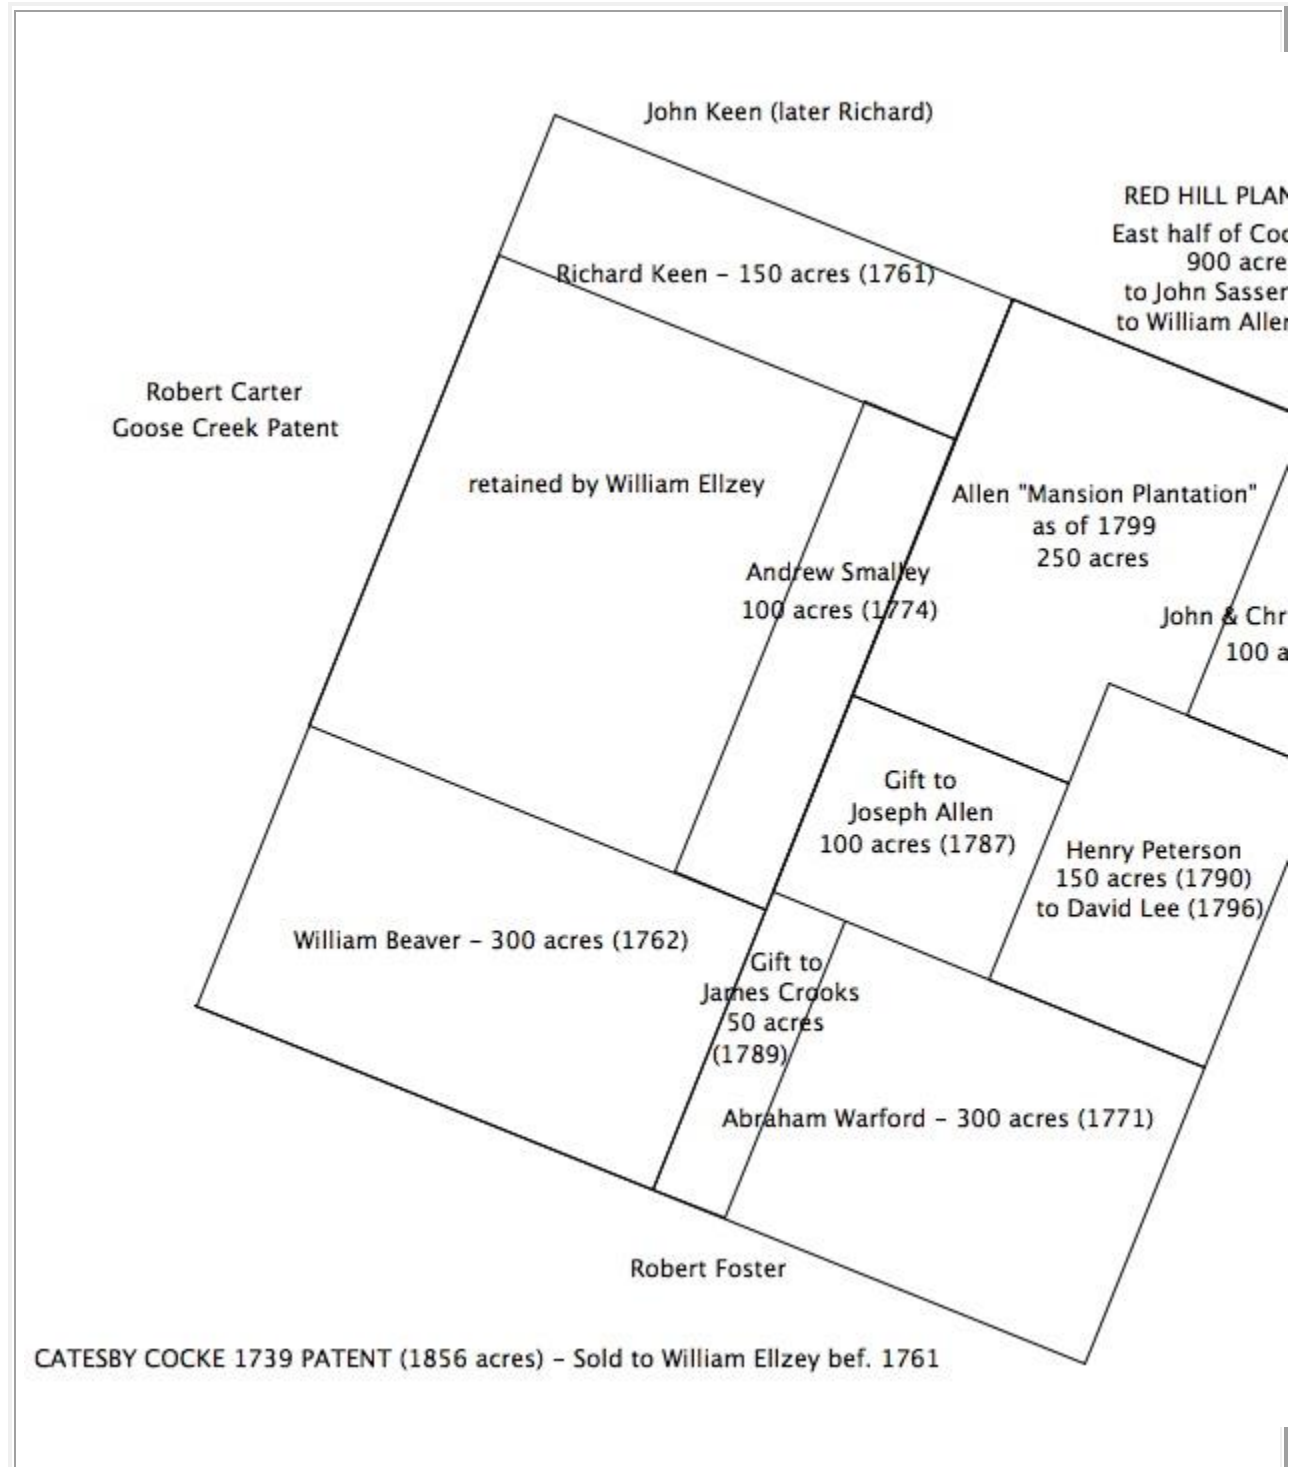 John Keen (later Richard)
RED HILL PLAN
East half of Coc
900 acre
to John Sasser
to William Aller
Richard Keen – 150 acres (1761)
Robert Carter
Goose Creek Patent
retained by William Ellzey
Allen "Mansion Plantation"
as of 1799
250 acres
Andrew Smalley
100 acres (1774)
John & Chr
100 a
Gift to
Joseph Allen
100 acres (1787)
Henry Peterson
150 acres (1790)
to David Lee (1796)
William Beaver – 300 acres (1762)
Gift to
James Crooks
50 acres
(1789)
Abraham Warford – 300 acres (1771)
Robert Foster
CATESBY COCKE 1739 PATENT (1856 acres) – Sold to William Ellzey bef. 1761